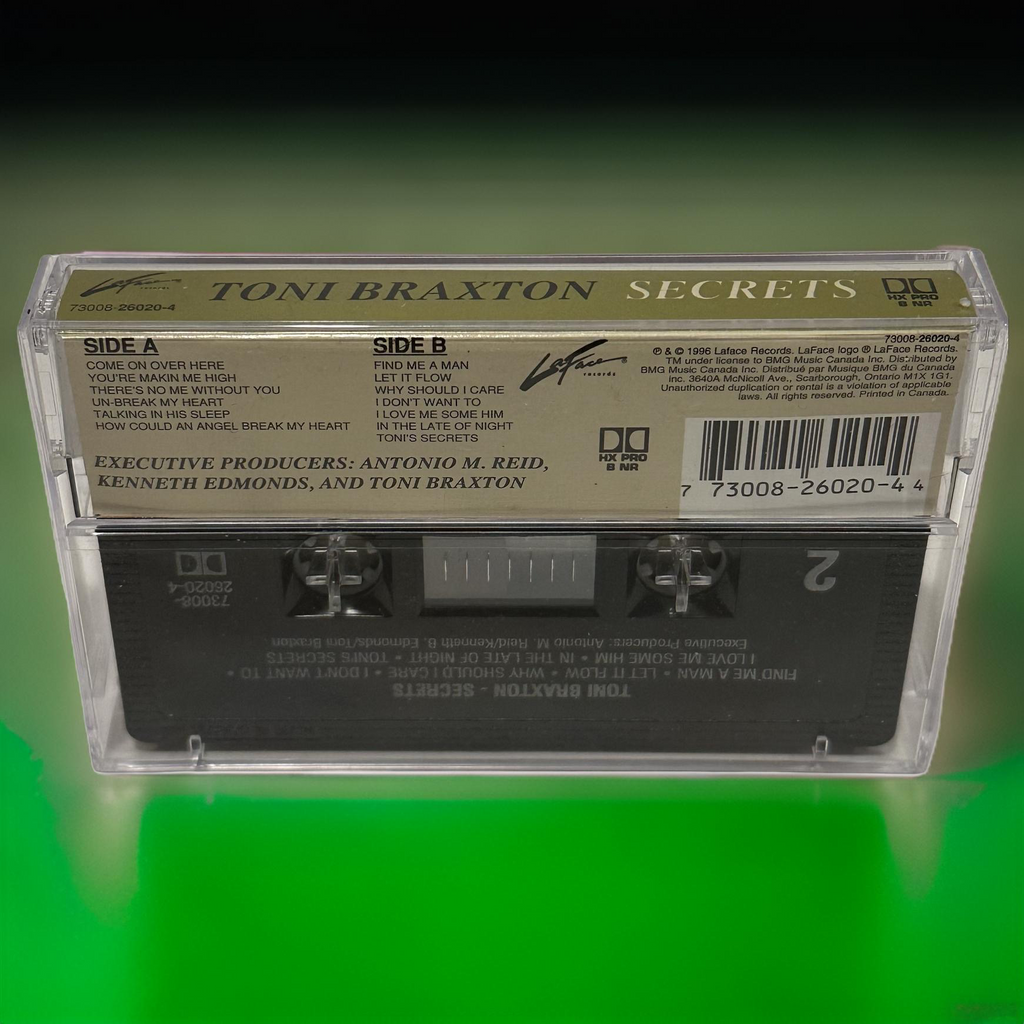 LaFace records
73008-26020-4
TONI BRAXTON SECRETS
HX PRO
B NR
SIDE A
COME ON OVER HERE
YOU'RE MAKIN ME HIGH
THERE'S NO ME WITHOUT YOU
UN-BREAK MY HEART
TALKING IN HIS SLEEP
HOW COULD AN ANGEL BREAK MY HEART
SIDE B
FIND ME A MAN
LET IT FLOW
WHY SHOULD I CARE
I DON'T WANT TO
I LOVE ME SOME HIM
IN THE LATE OF NIGHT
TONI'S SECRETS
EXECUTIVE PRODUCERS: ANTONIO M. REID,
KENNETH EDMONDS, AND TONI BRAXTON
LaFace records
HX PRO
B NR
73008-26020-4
℗ & © 1996 Laface Records. LaFace logo ® LaFace Records.
TM under license to BMG Music Canada Inc. Distributed by
BMG Music Canada Inc. Distribué par Musique BMG du Canada
Inc. 3640A McNicoll Ave., Scarborough, Ontario M1X 1G1.
Unauthorized duplication or rental is a violation of applicable
laws. All rights reserved. Printed in Canada.
7 73008-26020-4 4
TONI BRAXTON - SECRETS
FIND ME A MAN • LET IT FLOW • WHY SHOULD I CARE • I DON'T WANT TO •
I LOVE ME SOME HIM • IN THE LATE OF NIGHT • TONI'S SECRETS
Executive Producers: Antonio M. Reid/Kenneth B. Edmonds/Toni Braxton
2
73008-
26020-4